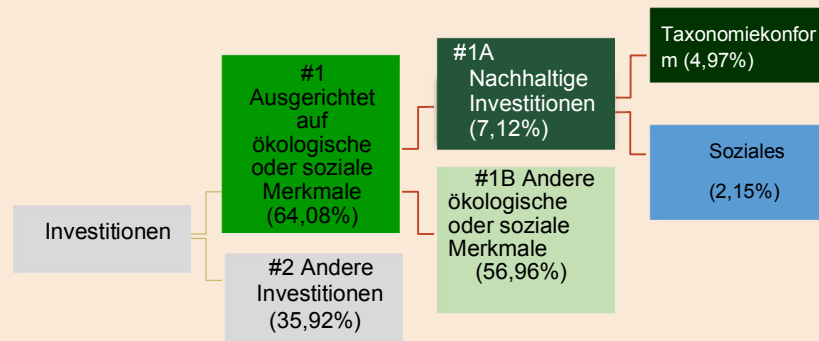 Investitionen
#1
Ausgerichtet
auf
ökologische
oder soziale
Merkmale
(64,08%)
#2 Andere
Investitionen
(35,92%)
#1A
Nachhaltige
Investitionen
(7,12%)
#1B Andere
ökologische
oder soziale
Merkmale
(56,96%)
Taxonomiekonfor
m (4,97%)
Soziales
(2,15%)